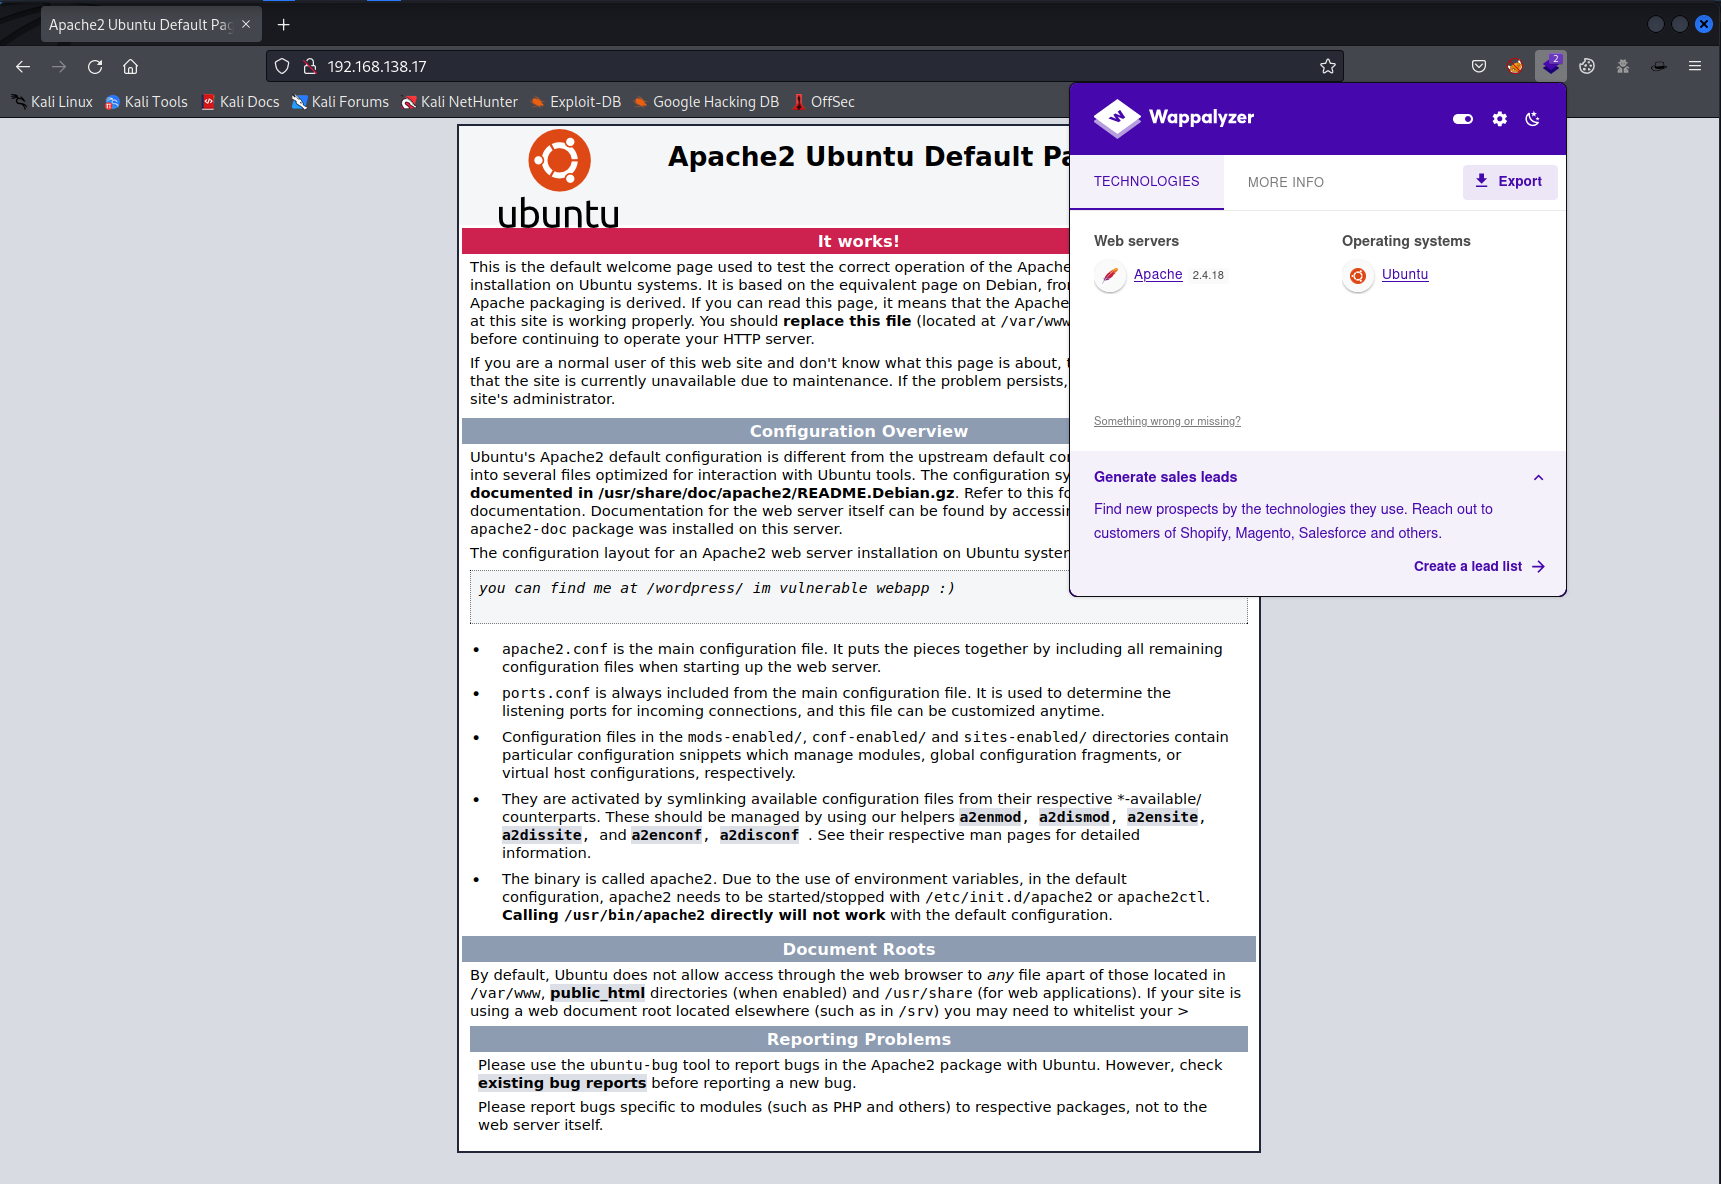 Apache2 Ubuntu Default Pag
192.168.138.17
2
Kali Linux Kali Tools Kali Docs Kali Forums Kali NetHunter Exploit-DB Google Hacking DB OffSec
ubuntu
Apache2 Ubuntu Default Pa
It works!
This is the default welcome page used to test the correct operation of the Apache
installation on Ubuntu systems. It is based on the equivalent page on Debian, fro
Apache packaging is derived. If you can read this page, it means that the Apache
at this site is working properly. You should replace this file (located at /var/www
before continuing to operate your HTTP server.
If you are a normal user of this web site and don't know what this page is about, t
that the site is currently unavailable due to maintenance. If the problem persists,
site's administrator.
Configuration Overview
Ubuntu's Apache2 default configuration is different from the upstream default co
into several files optimized for interaction with Ubuntu tools. The configuration sy
documented in /usr/share/doc/apache2/README.Debian.gz. Refer to this fo
documentation. Documentation for the web server itself can be found by accessin
apache2-doc package was installed on this server.
The configuration layout for an Apache2 web server installation on Ubuntu system
you can find me at /wordpress/ im vulnerable webapp :)
• apache2.conf is the main configuration file. It puts the pieces together by including all remaining
configuration files when starting up the web server.
• ports.conf is always included from the main configuration file. It is used to determine the
listening ports for incoming connections, and this file can be customized anytime.
• Configuration files in the mods-enabled/, conf-enabled/ and sites-enabled/ directories contain
particular configuration snippets which manage modules, global configuration fragments, or
virtual host configurations, respectively.
• They are activated by symlinking available configuration files from their respective *-available/
counterparts. These should be managed by using our helpers a2enmod, a2dismod, a2ensite,
a2dissite, and a2enconf, a2disconf . See their respective man pages for detailed
information.
• The binary is called apache2. Due to the use of environment variables, in the default
configuration, apache2 needs to be started/stopped with /etc/init.d/apache2 or apache2ctl.
Calling /usr/bin/apache2 directly will not work with the default configuration.
Document Roots
By default, Ubuntu does not allow access through the web browser to any file apart of those located in
/var/www, public_html directories (when enabled) and /usr/share (for web applications). If your site is
using a web document root located elsewhere (such as in /srv) you may need to whitelist your >
Reporting Problems
Please use the ubuntu-bug tool to report bugs in the Apache2 package with Ubuntu. However, check
existing bug reports before reporting a new bug.
Please report bugs specific to modules (such as PHP and others) to respective packages, not to the
web server itself.
Wappalyzer
TECHNOLOGIES MORE INFO Export
Web servers
Apache 2.4.18
Operating systems
Ubuntu
Something wrong or missing?
Generate sales leads
Find new prospects by the technologies they use. Reach out to
customers of Shopify, Magento, Salesforce and others.
Create a lead list